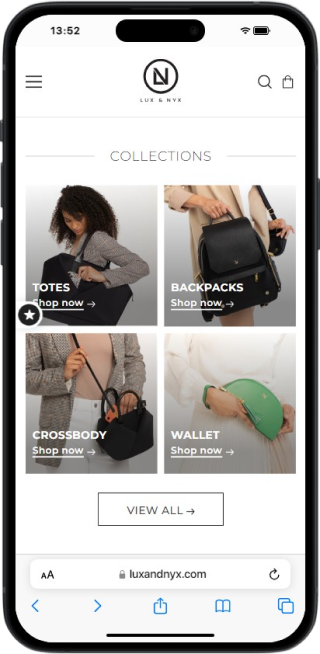 13:52
LUX & NYX
COLLECTIONS
TOTES
Shop now →
BACKPACKS
Shop now →
CROSSBODY
Shop now →
WALLET
Shop now →
VIEW ALL →
AA
luxandnyx.com